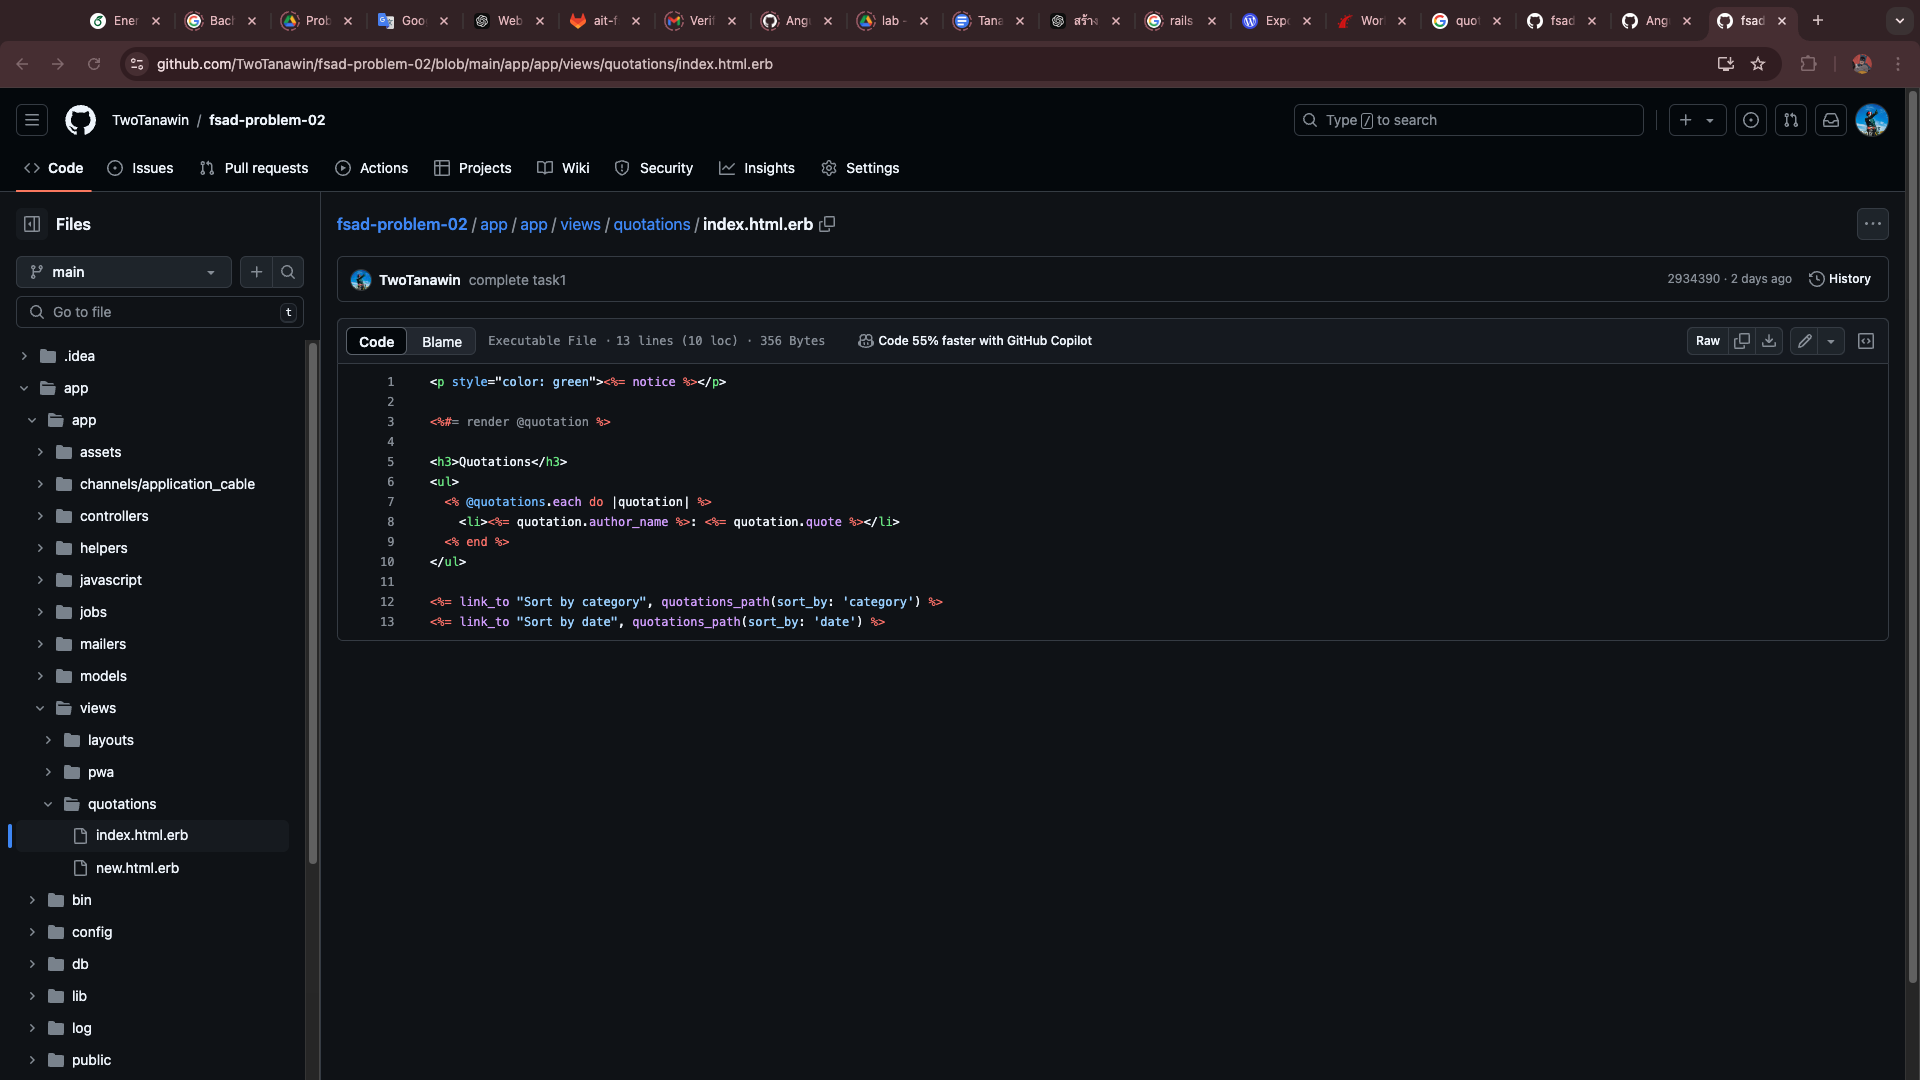 Ener
Bach
Prob
Goo
Web
ait-f
Verif
Angu
lab -
Tana
สร้าง
rails
Expo
Wor
quot
fsad
Angu
fsad
github.com/TwoTanawin/fsad-problem-02/blob/main/app/app/views/quotations/index.html.erb
TwoTanawin / fsad-problem-02
Type / to search
Code
Issues
Pull requests
Actions
Projects
Wiki
Security
Insights
Settings
Files
main
Go to file
t
.idea
app
app
assets
channels/application_cable
controllers
helpers
javascript
jobs
mailers
models
views
layouts
pwa
quotations
index.html.erb
new.html.erb
bin
config
db
lib
log
public
fsad-problem-02 / app / app / views / quotations / index.html.erb
TwoTanawin complete task1
2934390 · 2 days ago
History
Code
Blame
Executable File · 13 lines (10 loc) · 356 Bytes
Code 55% faster with GitHub Copilot
Raw
1 <p style="color: green"><%= notice %></p>
2
3 <%#= render @quotation %>
4
5 <h3>Quotations</h3>
6 <ul>
7 <% @quotations.each do |quotation| %>
8 <li><%= quotation.author_name %>: <%= quotation.quote %></li>
9 <% end %>
10 </ul>
11
12 <%= link_to "Sort by category", quotations_path(sort_by: 'category') %>
13 <%= link_to "Sort by date", quotations_path(sort_by: 'date') %>